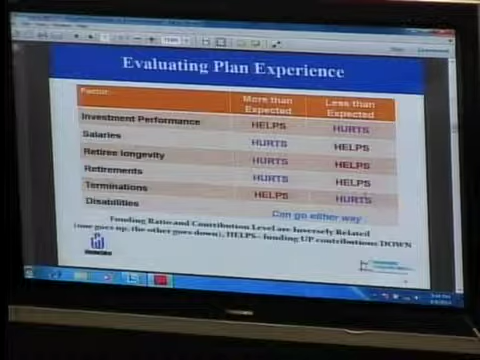 Evaluating Plan Experience
Factor: More than Expected Less than Expected
Investment Performance HELPS HURTS
Salaries HURTS HELPS
Retiree longevity HURTS HELPS
Retirements HURTS HELPS
Terminations HELPS HURTS
Disabilities Can go either way
Funding Ratio and Contribution Level are Inversely Related
(one goes up, the other goes down), HELPS= funding UP contributions DOWN